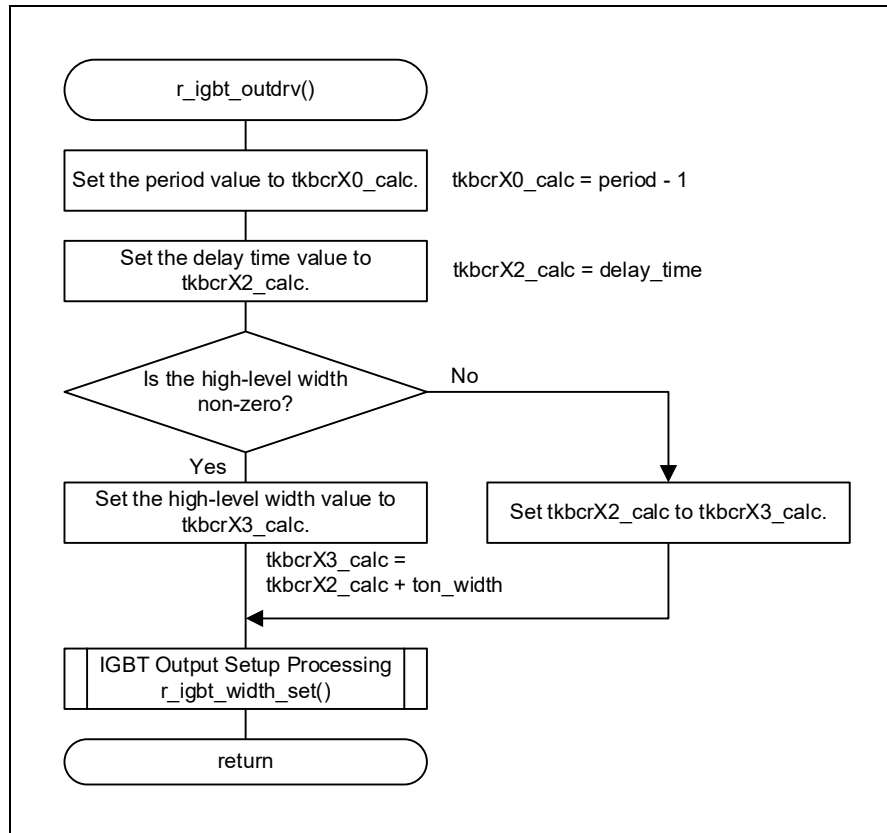 r_igbt_outdrv()
Set the period value to tkbcrX0_calc.
tkbcrX0_calc = period - 1
Set the delay time value to
tkbcrX2_calc.
tkbcrX2_calc = delay_time
Is the high-level width
non-zero?
No
Yes
Set the high-level width value to
tkbcrX3_calc.
Set tkbcrX2_calc to tkbcrX3_calc.
tkbcrX3_calc =
tkbcrX2_calc + ton_width
IGBT Output Setup Processing
r_igbt_width_set()
return